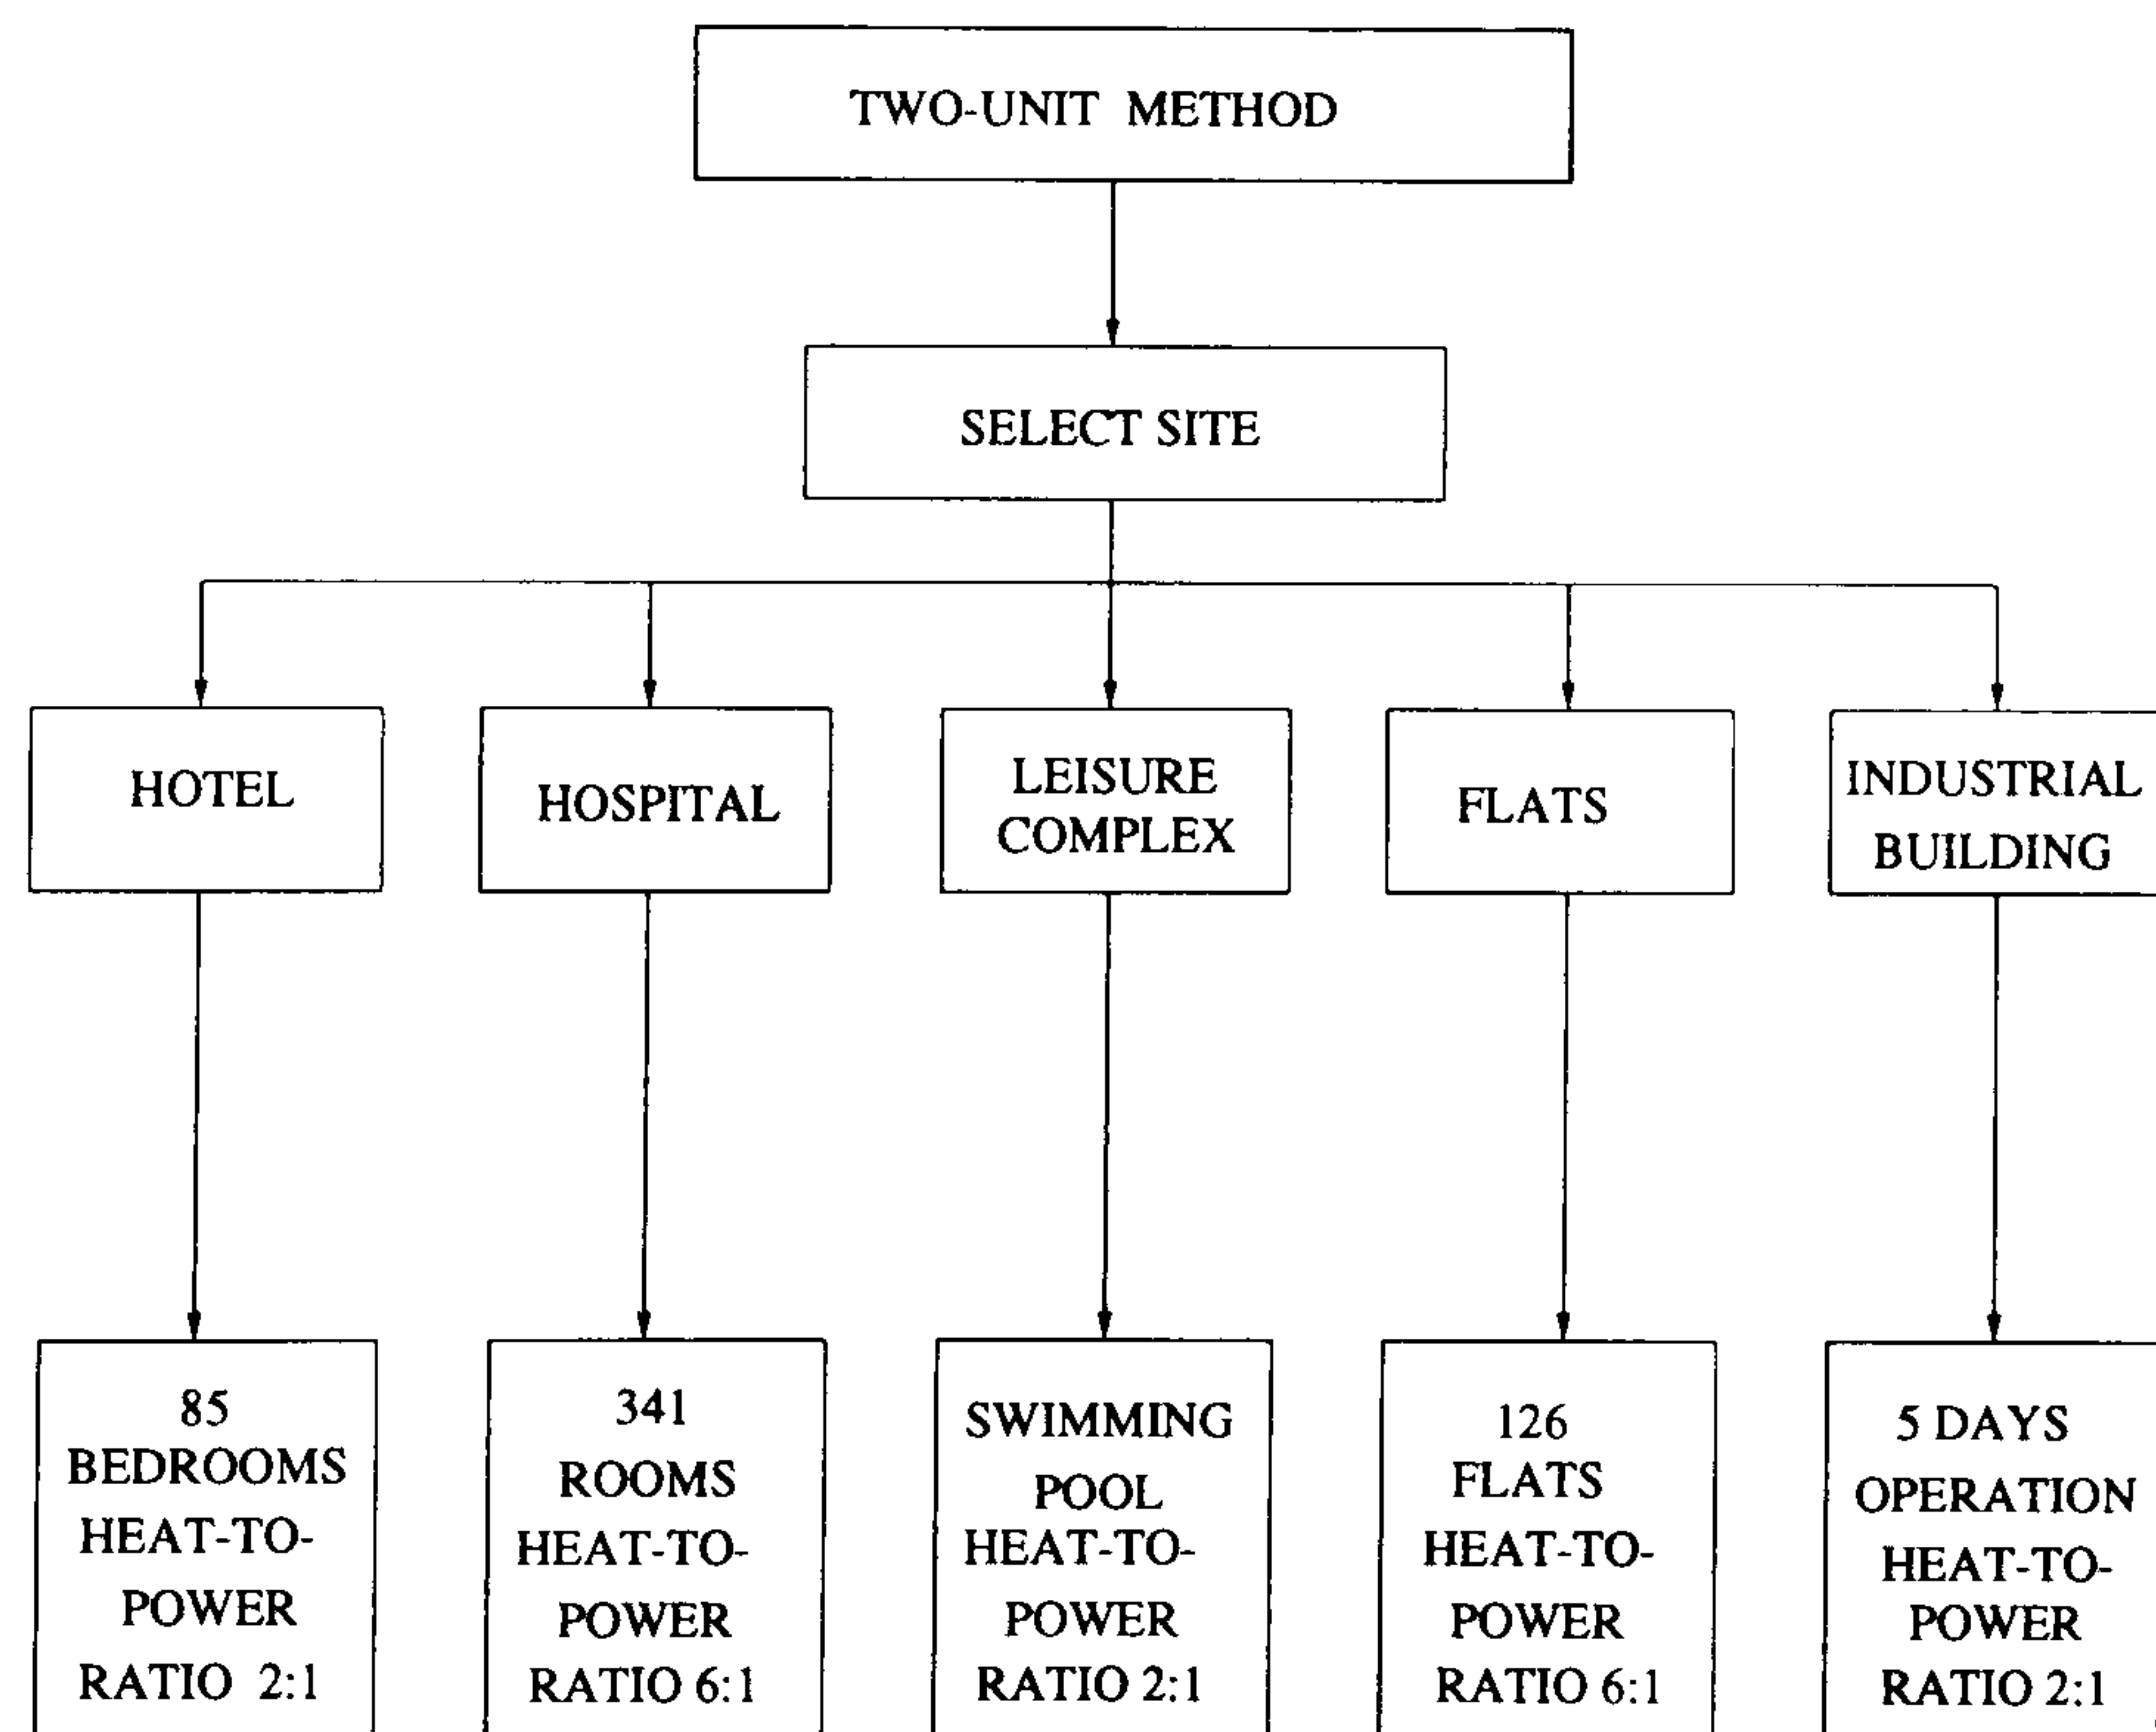 TWO-UNIT METHOD
SELECT SITE
HOTEL
HOSPITAL
LEISURE
COMPLEX
FLATS
INDUSTRIAL
BUILDING
85
BEDROOMS
HEAT-TO-
POWER
RATIO 2:1
341
ROOMS
HEAT-TO-
POWER
RATIO 6:1
SWIMMING
POOL
HEAT-TO-
POWER
RATIO 2:1
126
FLATS
HEAT-TO-
POWER
RATIO 6:1
5 DAYS
OPERATION
HEAT-TO-
POWER
RATIO 2:1